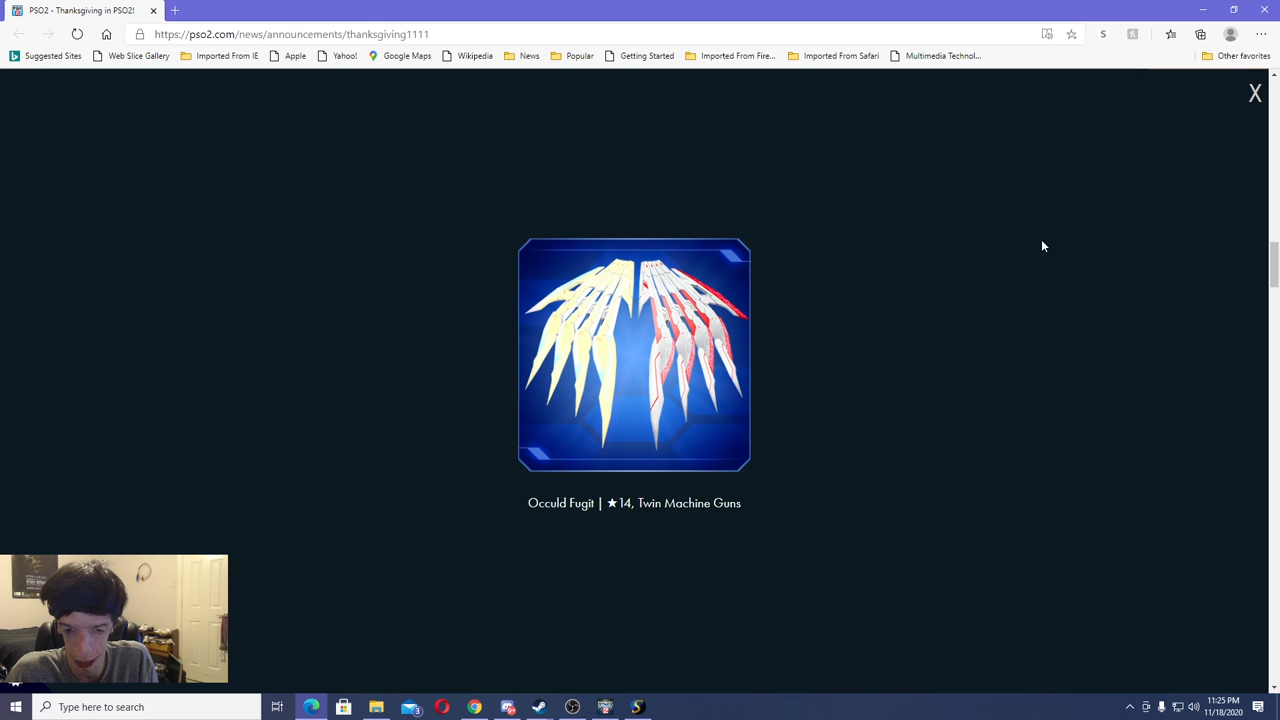 PSO2 - Thanksgiving in PSO2!
https://pso2.com/news/announcements/thanksgiving1111
Suggested Sites Web Slice Gallery Imported From IE Apple Yahoo! Google Maps Wikipedia News Popular Getting Started Imported From Fire... Imported From Safari Multimedia Technol... Other favorites
X
Occuld Fugit | ★14, Twin Machine Guns
Type here to search
3
11:25 PM
11/18/2020